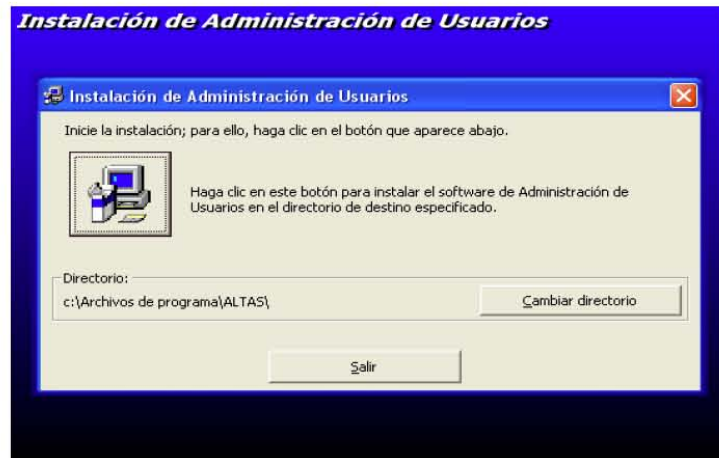 Instalación de Administración de Usuarios
Instalación de Administración de Usuarios
Inicie la instalación; para ello, haga clic en el botón que aparece abajo.
Haga clic en este botón para instalar el software de Administración de
Usuarios en el directorio de destino especificado.
Directorio:
c:\Archivos de programa\ALTAS\
Cambiar directorio
Salir